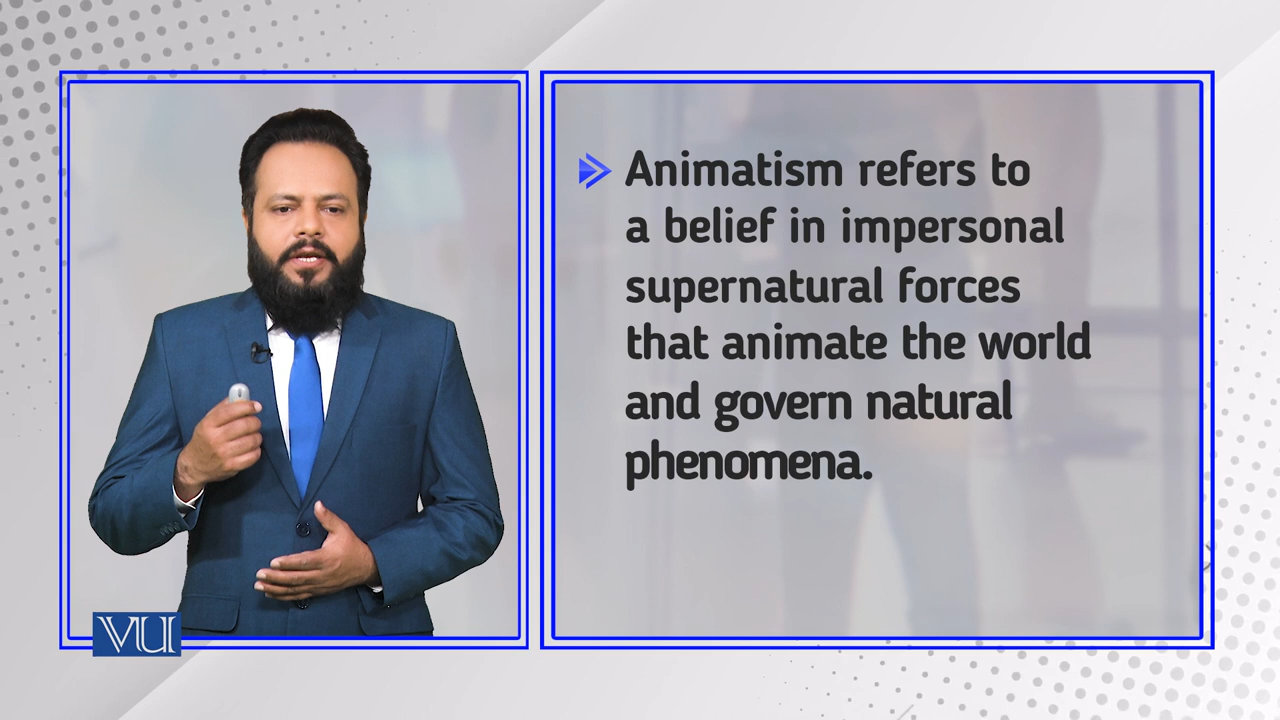 Animatism refers to
a belief in impersonal
supernatural forces
that animate the world
and govern natural
phenomena.
VU